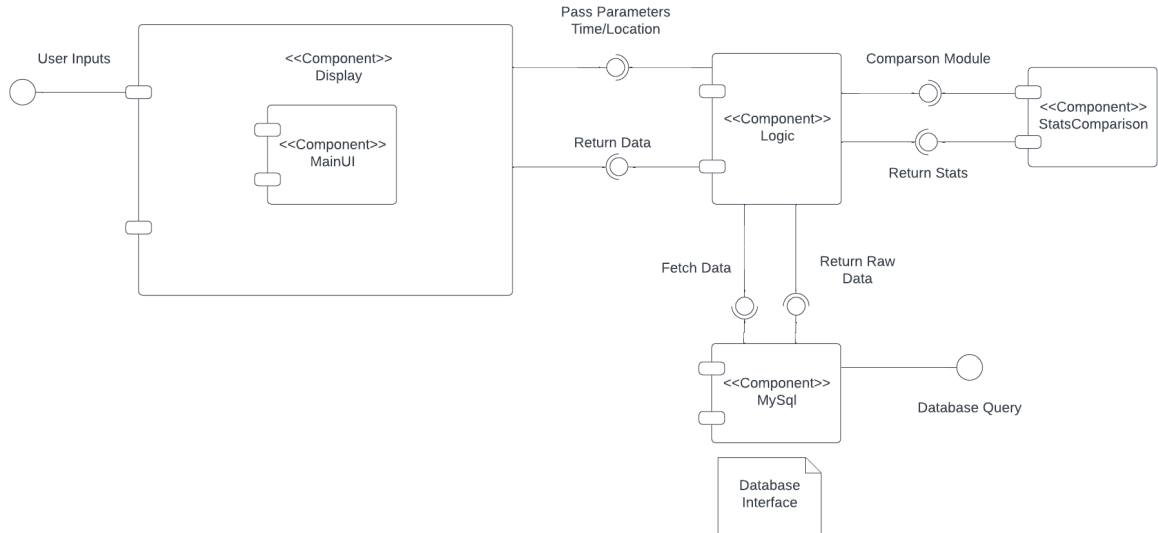 Pass Parameters
Time/Location
User Inputs
<<Component>>
Display
Comparson Module
<<Component>>
MainUI
Return Data
<<Component>>
Logic
<<Component>>
StatsComparison
Return Stats
Fetch Data
Return Raw
Data
<<Component>>
MySql
Database Query
Database
Interface